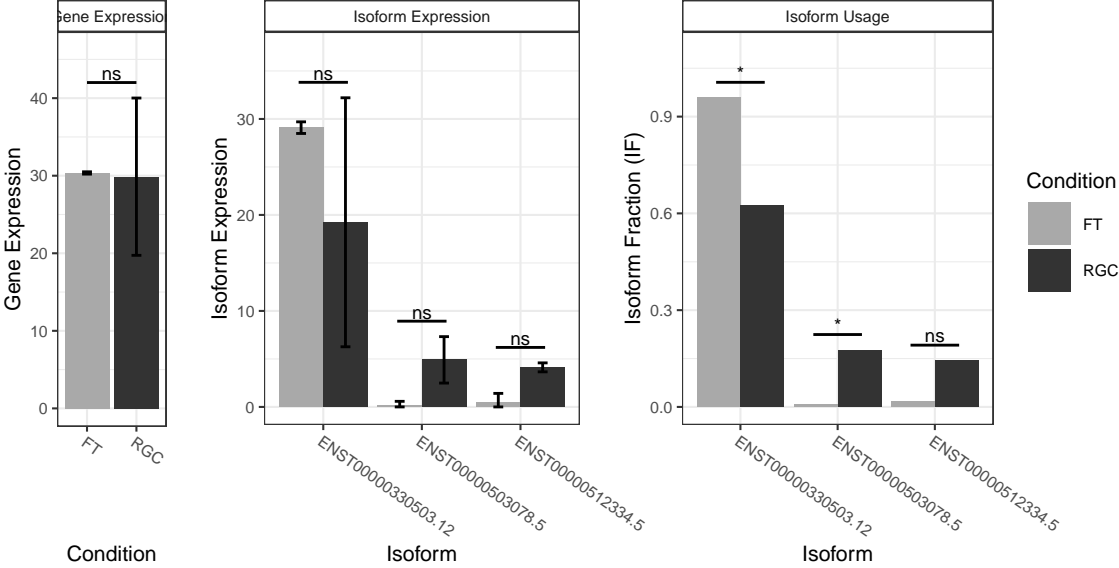 Gene Expression
Isoform Expression
Isoform Usage
Gene Expression
40
30
20
10
0
ns
FT
RGC
Condition
Isoform Expression
30
20
10
0
ns
ns
ns
ENST00000330503.12
ENST00000503078.5
ENST00000512334.5
Isoform
Isoform Fraction (IF)
0.9
0.6
0.3
0.0
*
*
ns
ENST00000330503.12
ENST00000503078.5
ENST00000512334.5
Isoform
Condition
FT
RGC